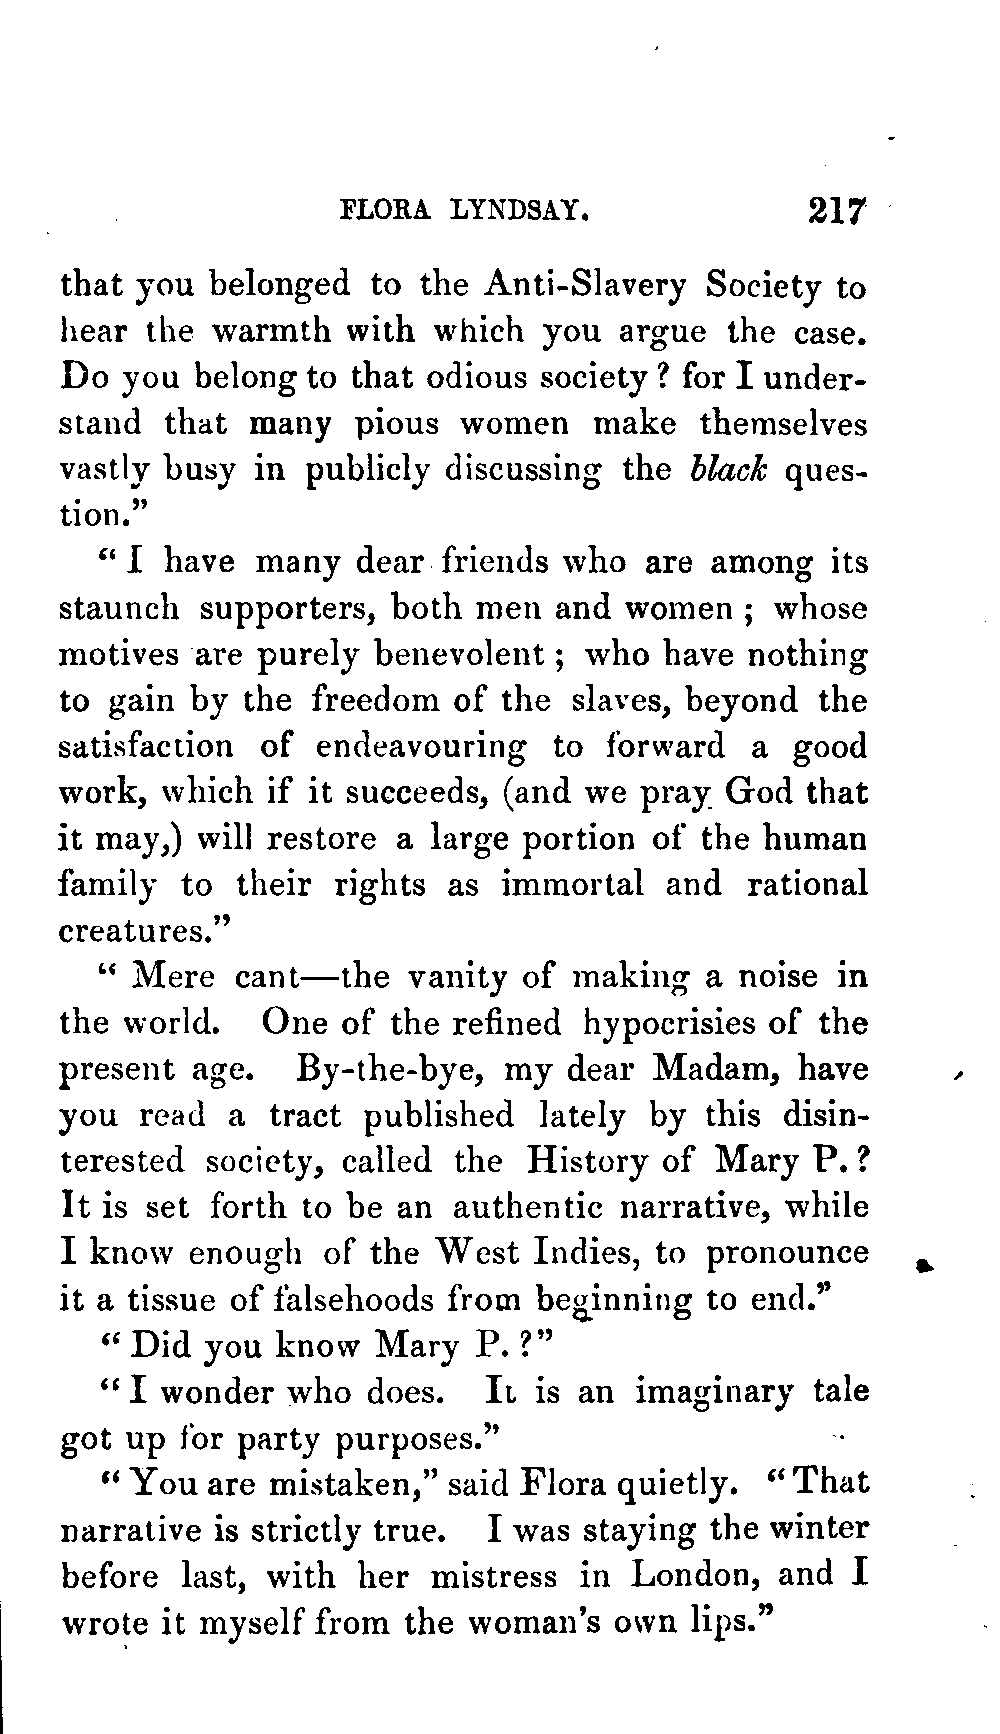 FLORA LYNDSAY. 217
that you belonged to the Anti-Slavery Society to
hear the warmth with which you argue the case.
Do you belong to that odious society ? for I under-
stand that many pious women make themselves
vastly busy in publicly discussing the black ques-
tion.”
“ I have many dear friends who are among its
staunch supporters, both men and women ; whose
motives are purely benevolent ; who have nothing
to gain by the freedom of the slaves, beyond the
satisfaction of endeavouring to forward a good
work, which if it succeeds, (and we pray God that
it may,) will restore a large portion of the human
family to their rights as immortal and rational
creatures.”
“ Mere cant—the vanity of making a noise in
the world. One of the refined hypocrisies of the
present age. By-the-bye, my dear Madam, have
you read a tract published lately by this disin-
terested society, called the History of Mary P. ?
It is set forth to be an authentic narrative, while
I know enough of the West Indies, to pronounce
it a tissue of falsehoods from beginning to end.”
“ Did you know Mary P. ?”
“ I wonder who does. It is an imaginary tale
got up for party purposes.”
“ You are mistaken,” said Flora quietly. “ That
narrative is strictly true. I was staying the winter
before last, with her mistress in London, and I
wrote it myself from the woman's own lips.”